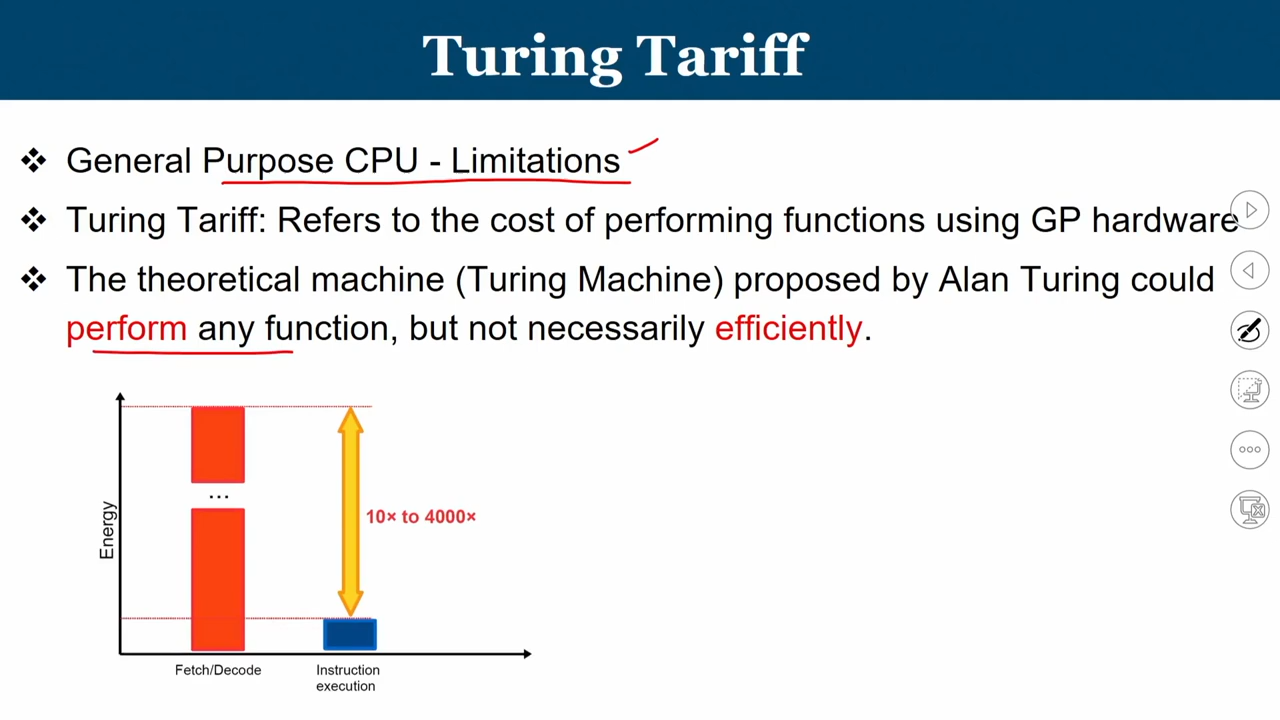 Turing Tariff
❖ General Purpose CPU - Limitations
❖ Turing Tariff: Refers to the cost of performing functions using GP hardware
❖ The theoretical machine (Turing Machine) proposed by Alan Turing could
perform any function, but not necessarily efficiently.
Energy
...
10× to 4000×
Fetch/Decode
Instruction
execution